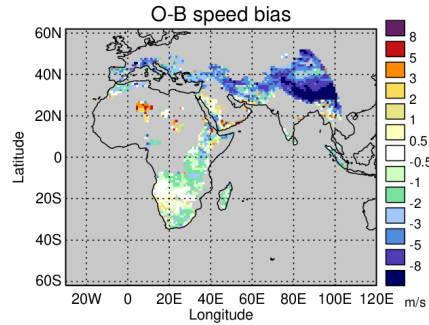 O-B speed bias
60N
40N
20N
0
20S
40S
60S
Latitude
20W 0 20E 40E 60E 80E 100E 120E
Longitude
8
5
3
2
1
0.5
-0.5
-1
-2
-3
-5
-8
m/s